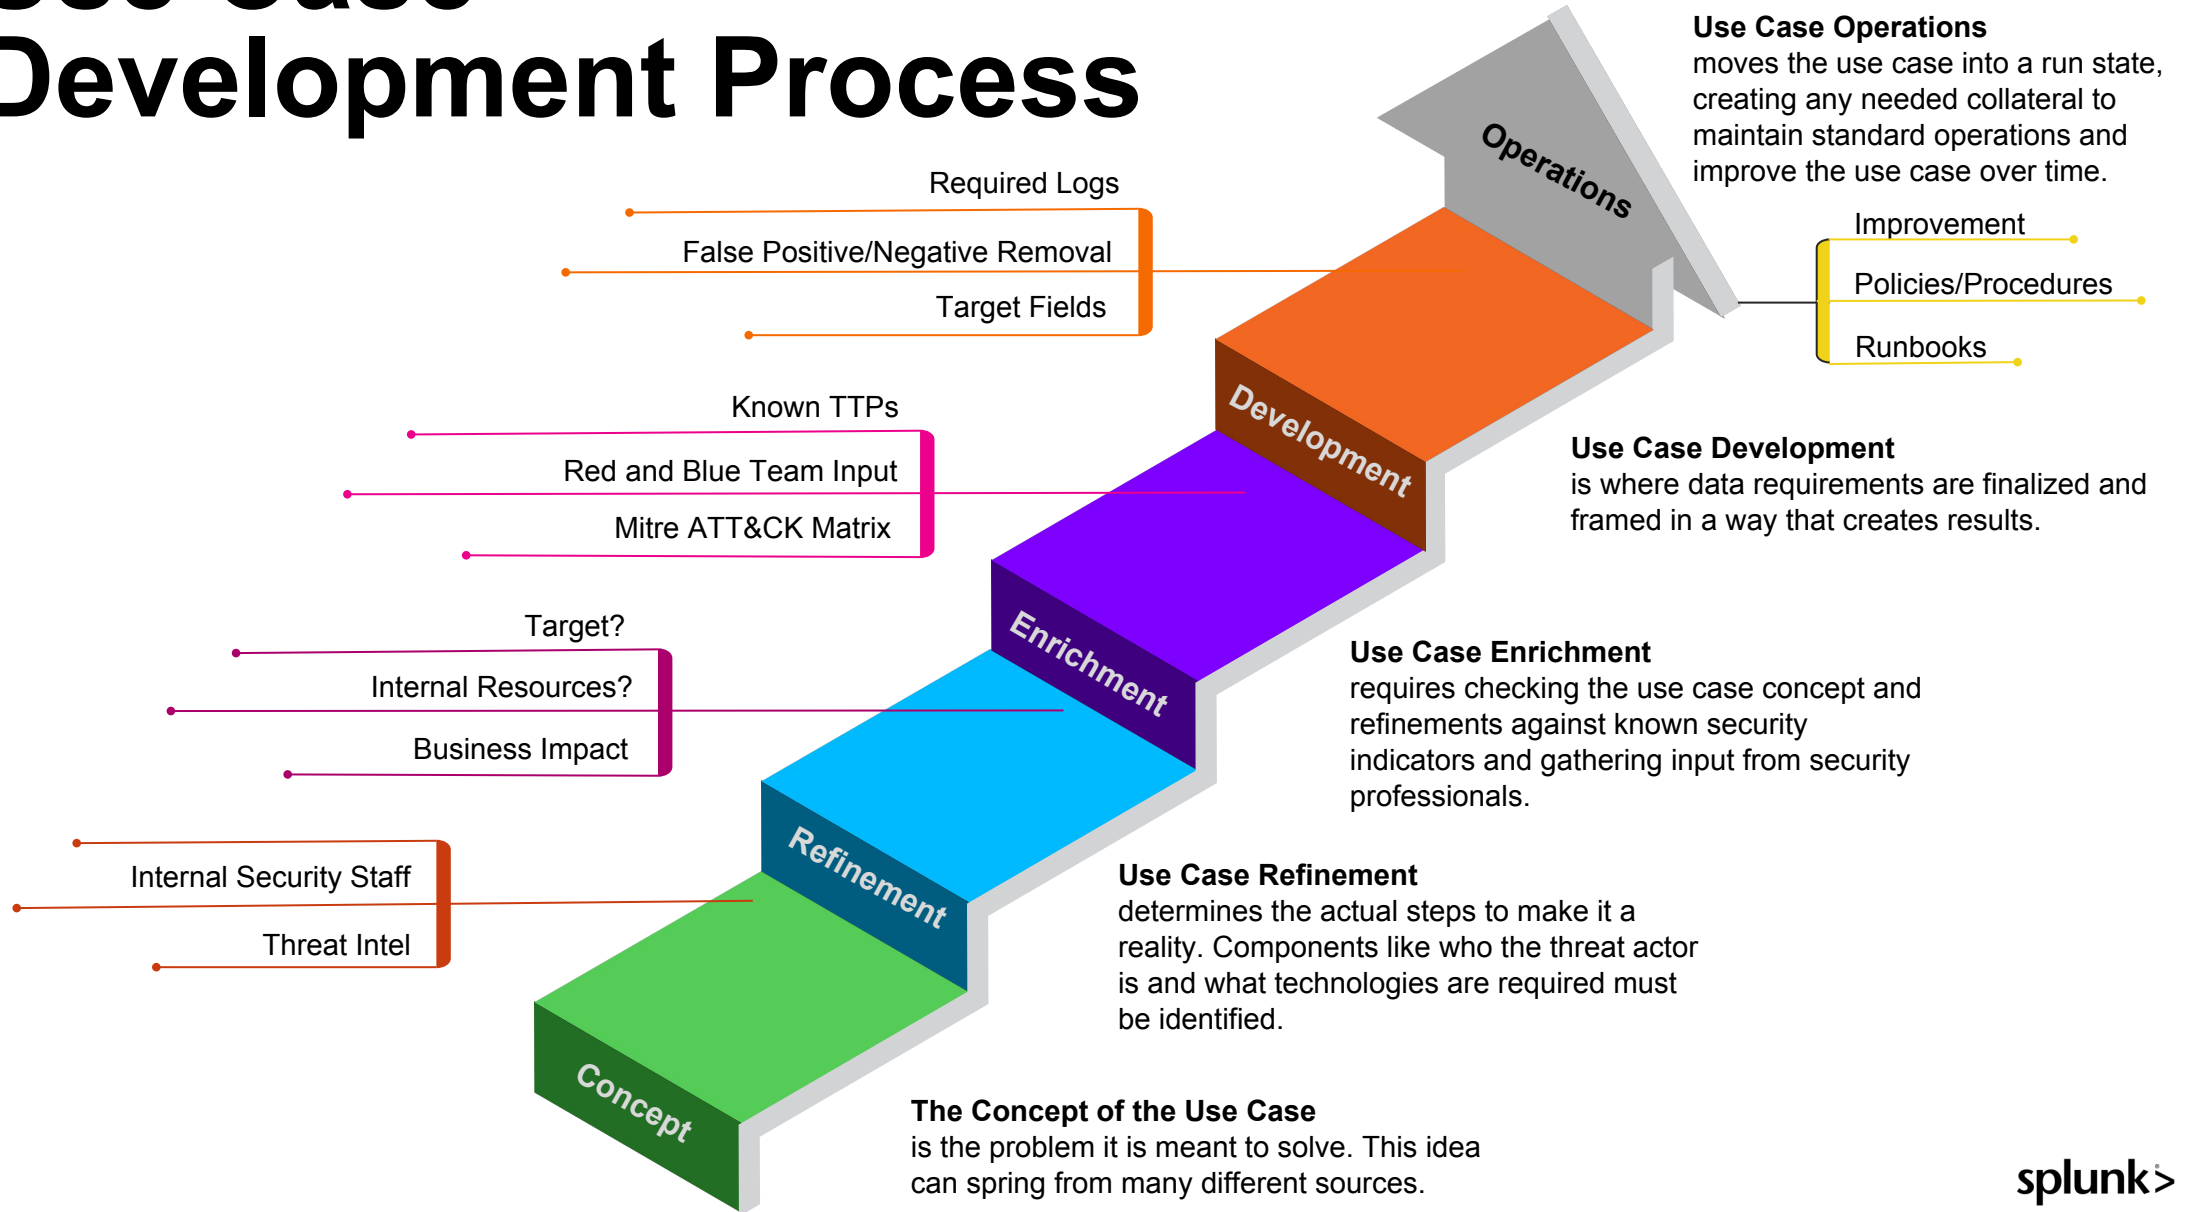 Use Case
Development Process
Use Case Operations
moves the use case into a run state,
creating any needed collateral to
maintain standard operations and
improve the use case over time.
Operations
Improvement
Policies/Procedures
Runbooks
Required Logs
False Positive/Negative Removal
Target Fields
Development
Use Case Development
is where data requirements are finalized and
framed in a way that creates results.
Known TTPs
Red and Blue Team Input
Mitre ATT&CK Matrix
Enrichment
Use Case Enrichment
requires checking the use case concept and
refinements against known security
indicators and gathering input from security
professionals.
Target?
Internal Resources?
Business Impact
Refinement
Use Case Refinement
determines the actual steps to make it a
reality. Components like who the threat actor
is and what technologies are required must
be identified.
Internal Security Staff
Threat Intel
Concept
The Concept of the Use Case
is the problem it is meant to solve. This idea
can spring from many different sources.
splunk>